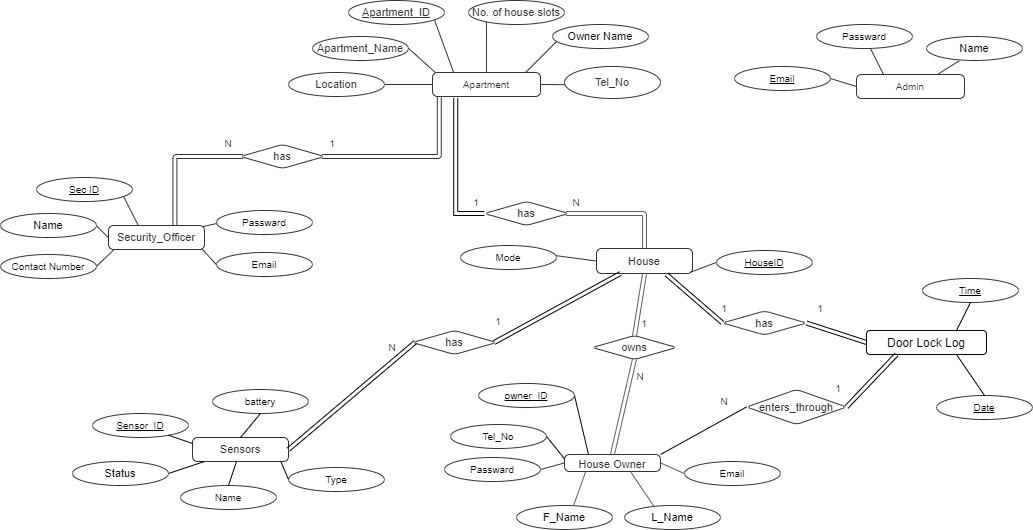 Apartment_ID
No. of house slots
Apartment_Name
Owner Name
Location
Apartment
Tel_No
Passward
Name
Email
Admin
N
has
1
Sec ID
Name
Security_Officer
Passward
Contact Number
Email
1
has
N
Mode
House
HouseID
Time
Door Lock Log
Date
N
has
1
1
owns
N
1
has
1
N
enters_through
1
battery
Sensor_ID
Sensors
Status
Name
Type
owner_ID
Tel_No
Passward
House Owner
Email
F_Name
L_Name